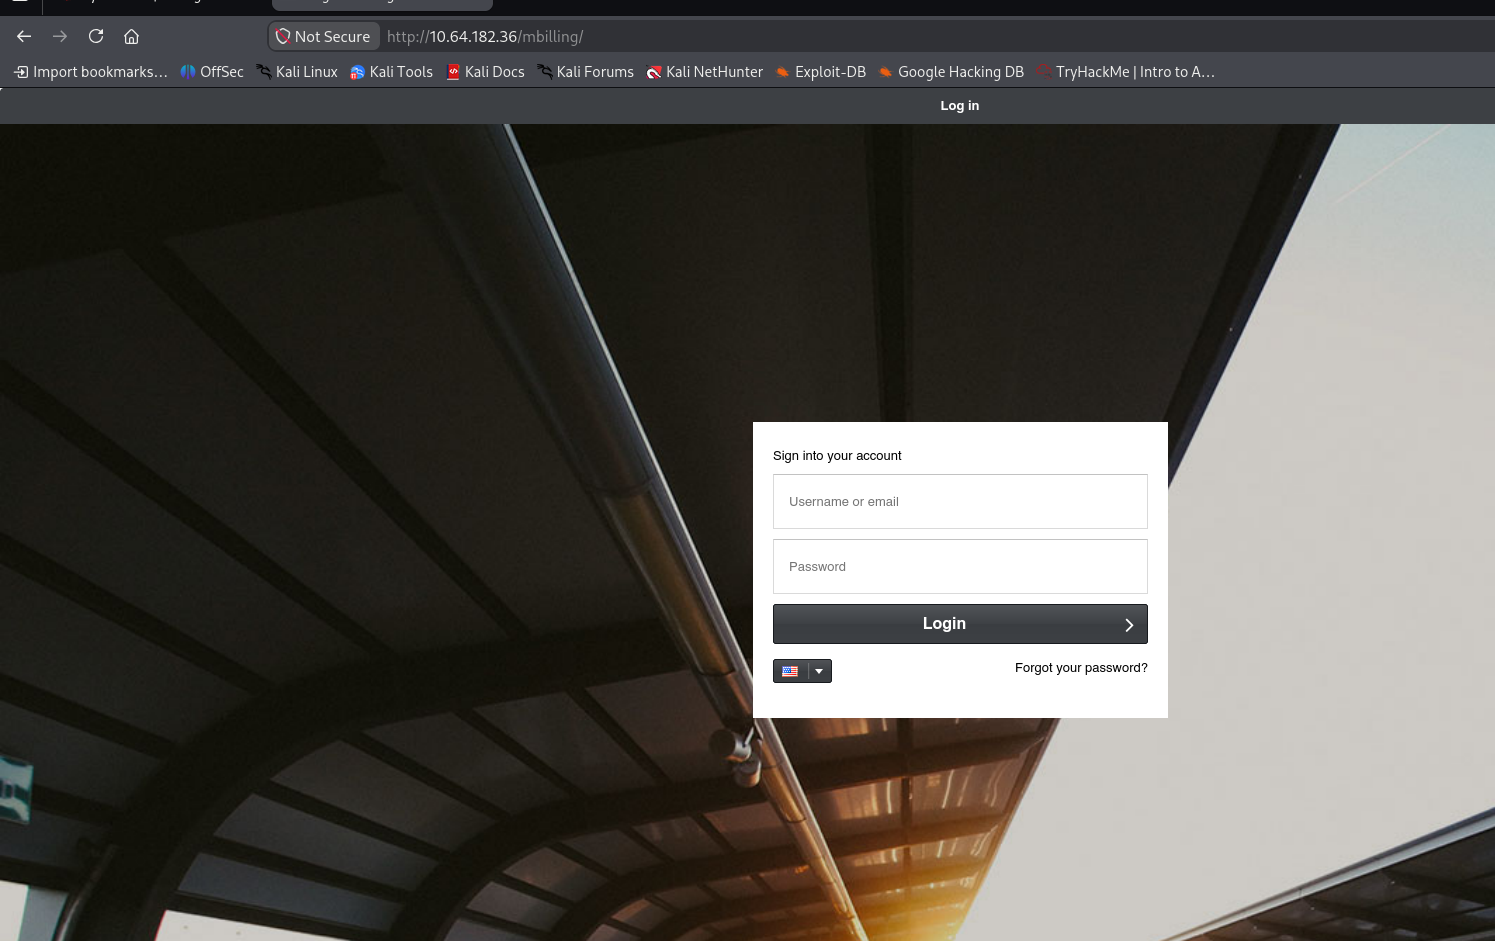 Not Secure http://10.64.182.36/mbilling/
Import bookmarks... OffSec Kali Linux Kali Tools Kali Docs Kali Forums Kali NetHunter Exploit-DB Google Hacking DB TryHackMe | Intro to A...
Log in
Sign into your account
Username or email
Password
Login
Forgot your password?